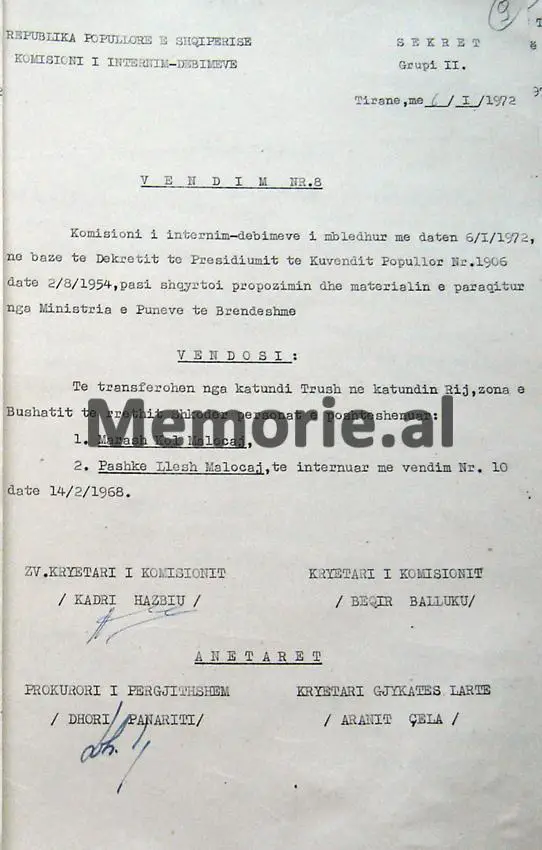 9
REPUBLIKA POPULLORE E SHQIPERISE
KOMISIONI I INTERNIM-DEBIMEVE
S E K R E T
Grupi II.
Tirane,me 6/ I /1972
V E N D I M NR.8
Komisioni i internim-debimeve i mbledhur me daten 6/I/1972,
ne baze te Dekretit te Presidiumit te Kuvendit Popullor Nr.1906
date 2/8/1954,pasi shqyrtoi propozimin dhe materialin e paraqitur
nga Ministria e Puneve te Brendeshme
V E N D O S I :
Te transferohen nga katundi Trush ne katundin Rij,zona e
Bushatit te rrethit Shkoder personat e poshteshenuar:
Memorie.al
1. Marash Kol Malocaj,
2. Pashke Llesh Malocaj,te internuar me vendim Nr. 10
date 14/2/1968.
ZV.KRYETARI I KOMISIONIT
/ KADRI HAZBIU /
KRYETARI I KOMISIONIT
/ BEQIR BALLUKU/
A N E T A R E T
PROKURORI I PERGJITHSHEM
/ DHORI PANARITI/
KRYETARI GJYKATES LARTE
/ ARANIT ÇELA /